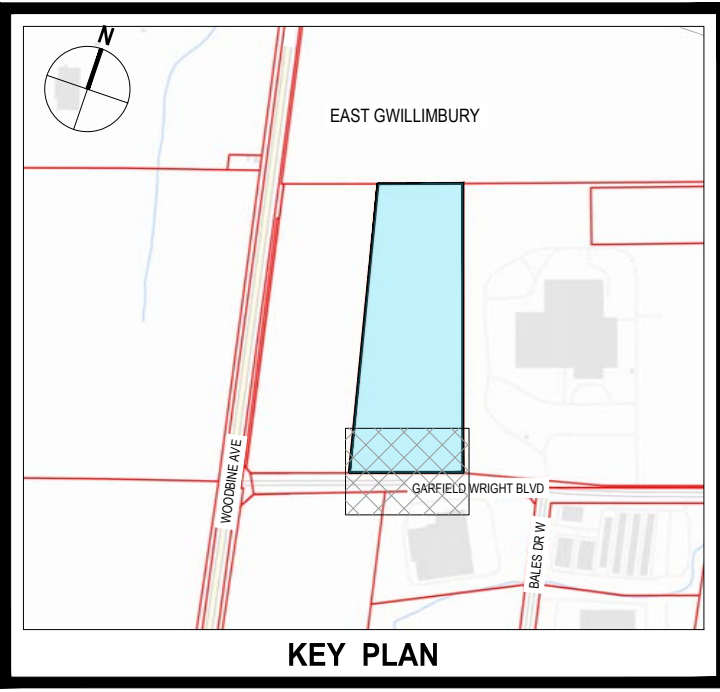 N
EAST GWILLIMBURY
WOODBINE AVE
GARFIELD WRIGHT BLVD
BALES DR W
KEY PLAN